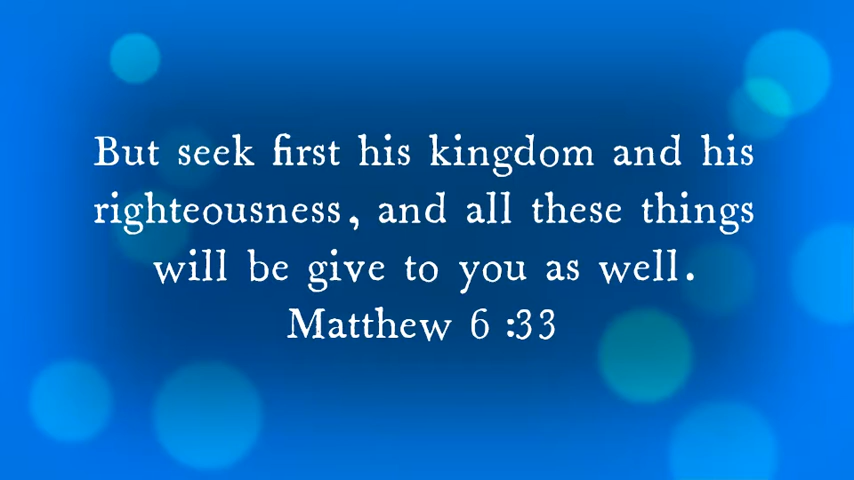 But seek first his kingdom and his
righteousness, and all these things
will be give to you as well.
Matthew 6 :33